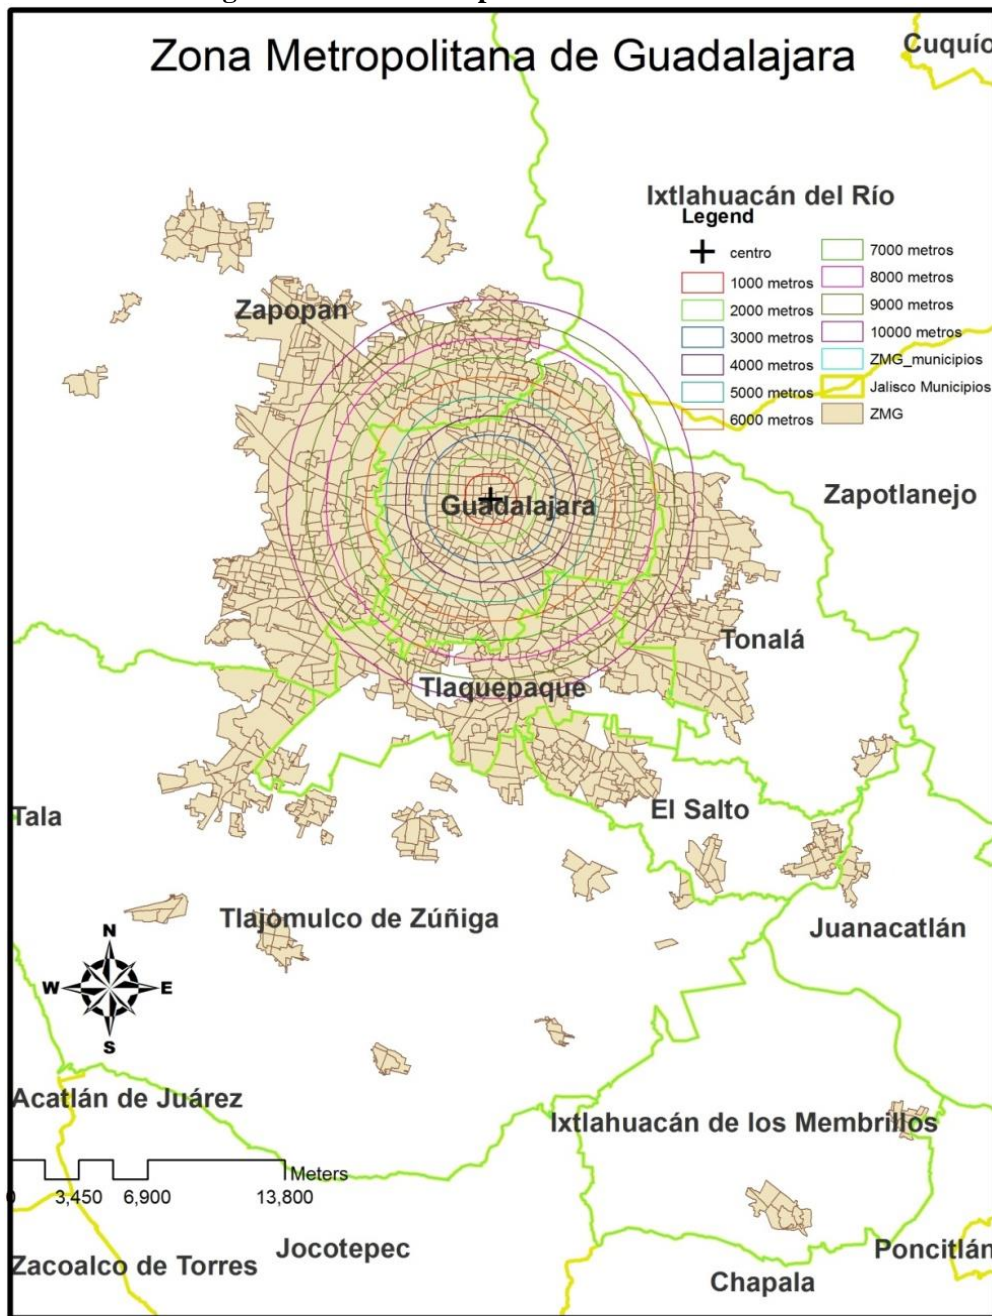 Zona Metropolitana de Guadalajara
Cuquío
Ixtlahuacán del Río
Legend
centro
1000 metros
2000 metros
3000 metros
4000 metros
5000 metros
6000 metros
7000 metros
8000 metros
9000 metros
10000 metros
ZMG_municipios
Jalisco Municipios
ZMG
Zapopan
Guadalajara
Zapotlanejo
Tonalá
Tlaquepaque
El Salto
Tala
Tlajomulco de Zúñiga
Juanacatlán
N
W E
S
Acatlán de Juárez
Ixtlahuacán de los Membrillos
Meters
0 3,450 6,900 13,800
Zacoalco de Torres
Jocotepec
Chapala
Poncitlán